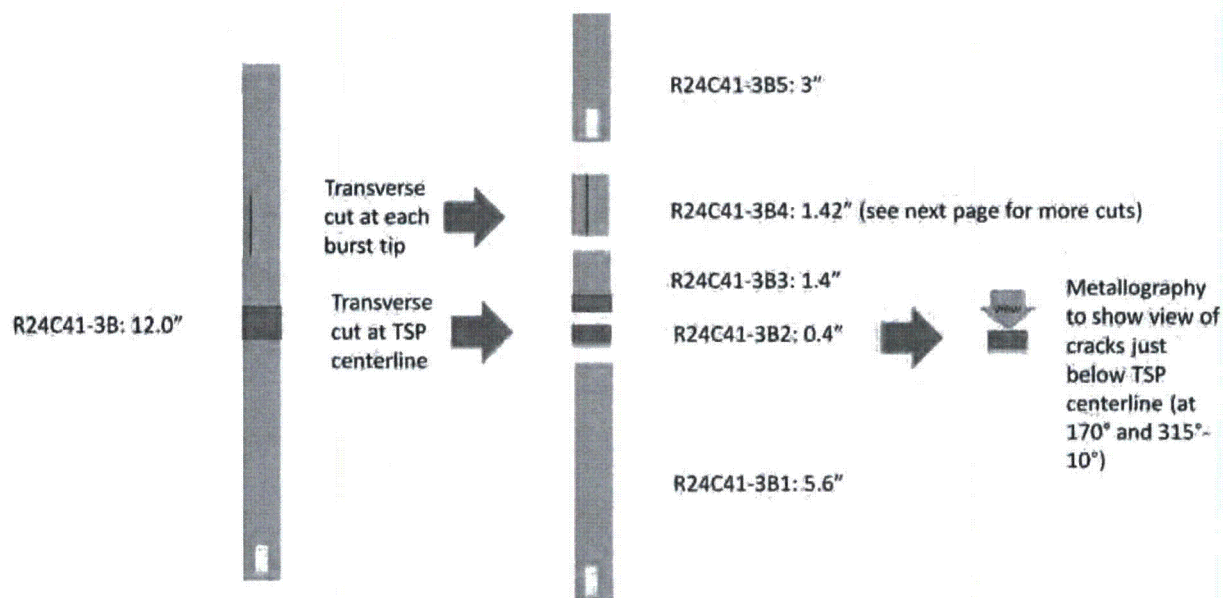 R24C41-3B: 12.0"
Transverse
cut at each
burst tip
Transverse
cut at TSP
centerline
R24C41-3B5: 3"
R24C41-3B4: 1.42" (see next page for more cuts)
R24C41-3B3: 1.4"
R24C41-3B2: 0.4"
R24C41-3B1: 5.6"
Metallography
to show view of
cracks just
below TSP
centerline (at
170° and 315°-
10°)